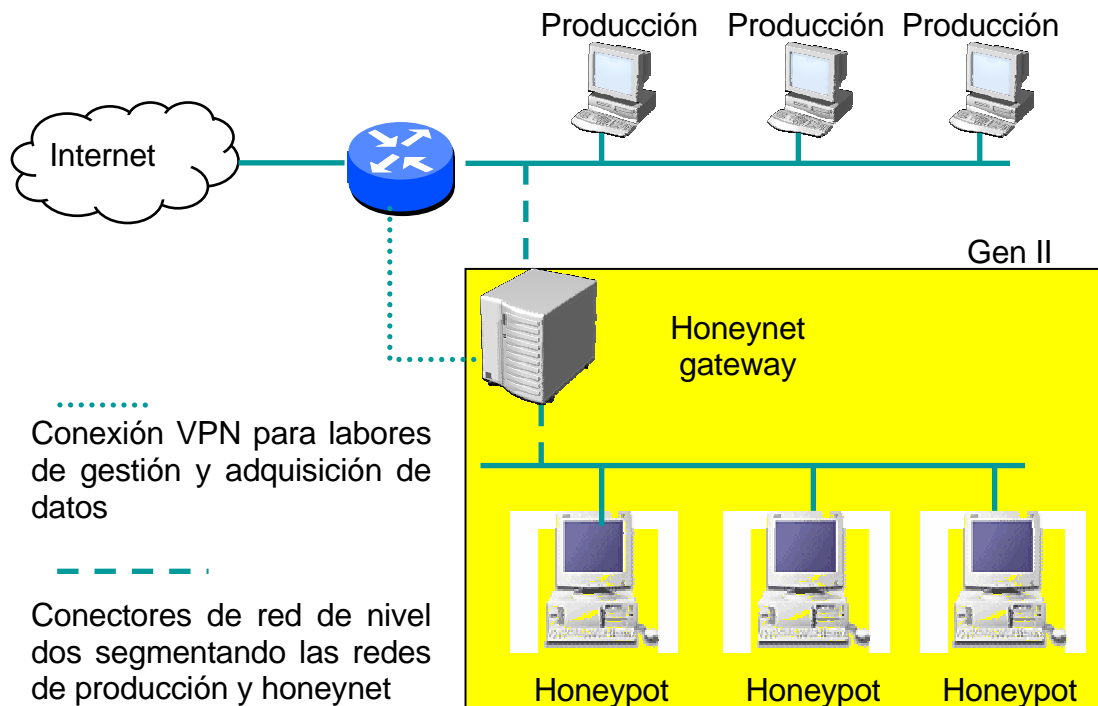 Producción
Producción
Producción
Internet
Gen II
Honeynet
gateway
Conexión VPN para labores
de gestión y adquisición de
datos
Conectores de red de nivel
dos segmentando las redes
de producción y honeynet
Honeypot
Honeypot
Honeypot